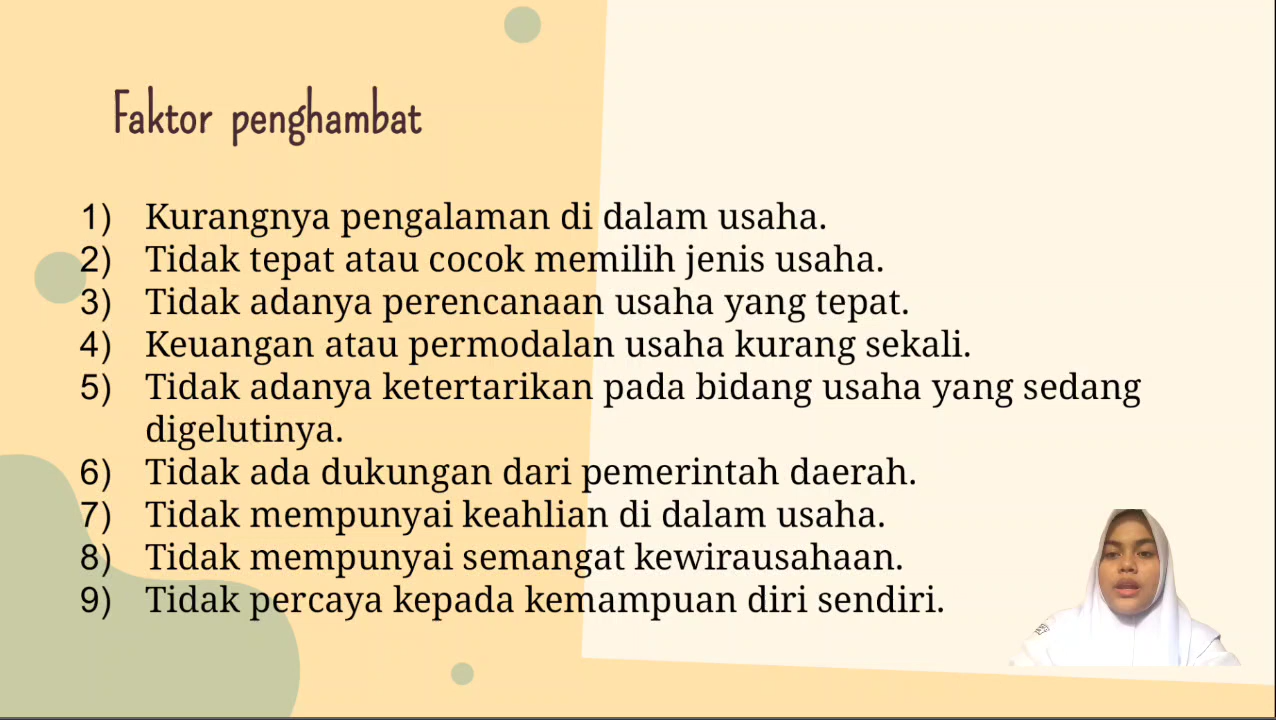 Faktor penghambat
1) Kurangnya pengalaman di dalam usaha.
2) Tidak tepat atau cocok memilih jenis usaha.
3) Tidak adanya perencanaan usaha yang tepat.
4) Keuangan atau permodalan usaha kurang sekali.
5) Tidak adanya ketertarikan pada bidang usaha yang sedang
digelutinya.
6) Tidak ada dukungan dari pemerintah daerah.
7) Tidak mempunyai keahlian di dalam usaha.
8) Tidak mempunyai semangat kewirausahaan.
9) Tidak percaya kepada kemampuan diri sendiri.